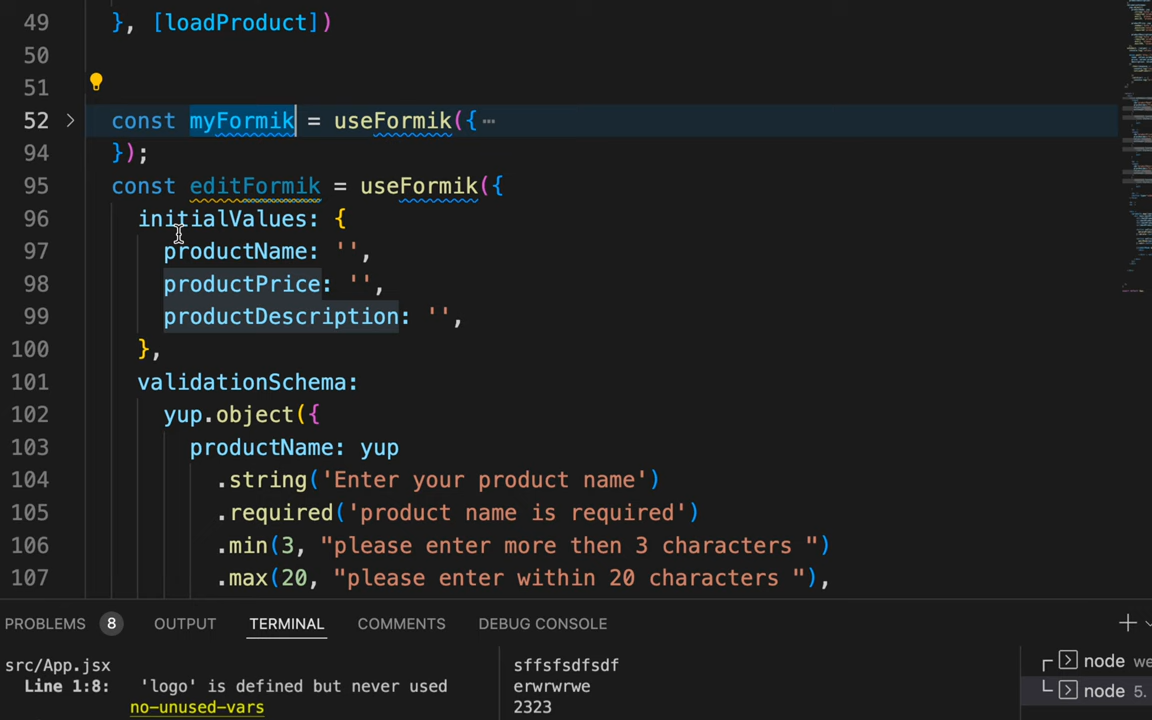 49 }, [loadProduct])
50
51
52 const myFormik = useFormik({ ···
94 });
95 const editFormik = useFormik({
96 initialValues: {
97 productName: '',
98 productPrice: '',
99 productDescription: '',
100 },
101 validationSchema:
102 yup.object({
103 productName: yup
104 .string('Enter your product name')
105 .required('product name is required')
106 .min(3, "please enter more then 3 characters ")
107 .max(20, "please enter within 20 characters "),
PROBLEMS 8 OUTPUT TERMINAL COMMENTS DEBUG CONSOLE
src/App.jsx
Line 1:8: 'logo' is defined but never used
no-unused-vars
sffsfsdfsdf
erwrwrwe
2323
node we
node 5.